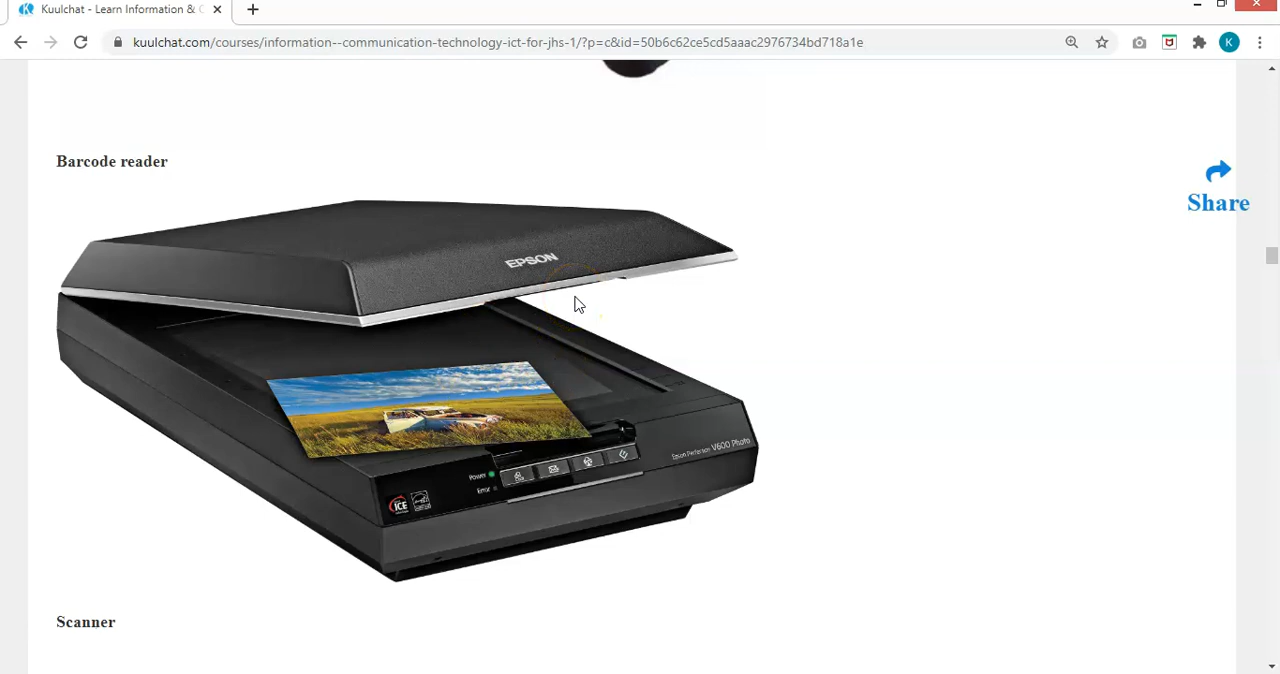 Kuulchat - Learn Information &
kuulchat.com/courses/information--communication-technology-ict-for-jhs-1/?p=c&id=50b6c62ce5cd5aaac2976734bd718a1e
K
Barcode reader
Share
EPSON
Epson Perfection V600 Photo
Power
Error
ICE
Scanner